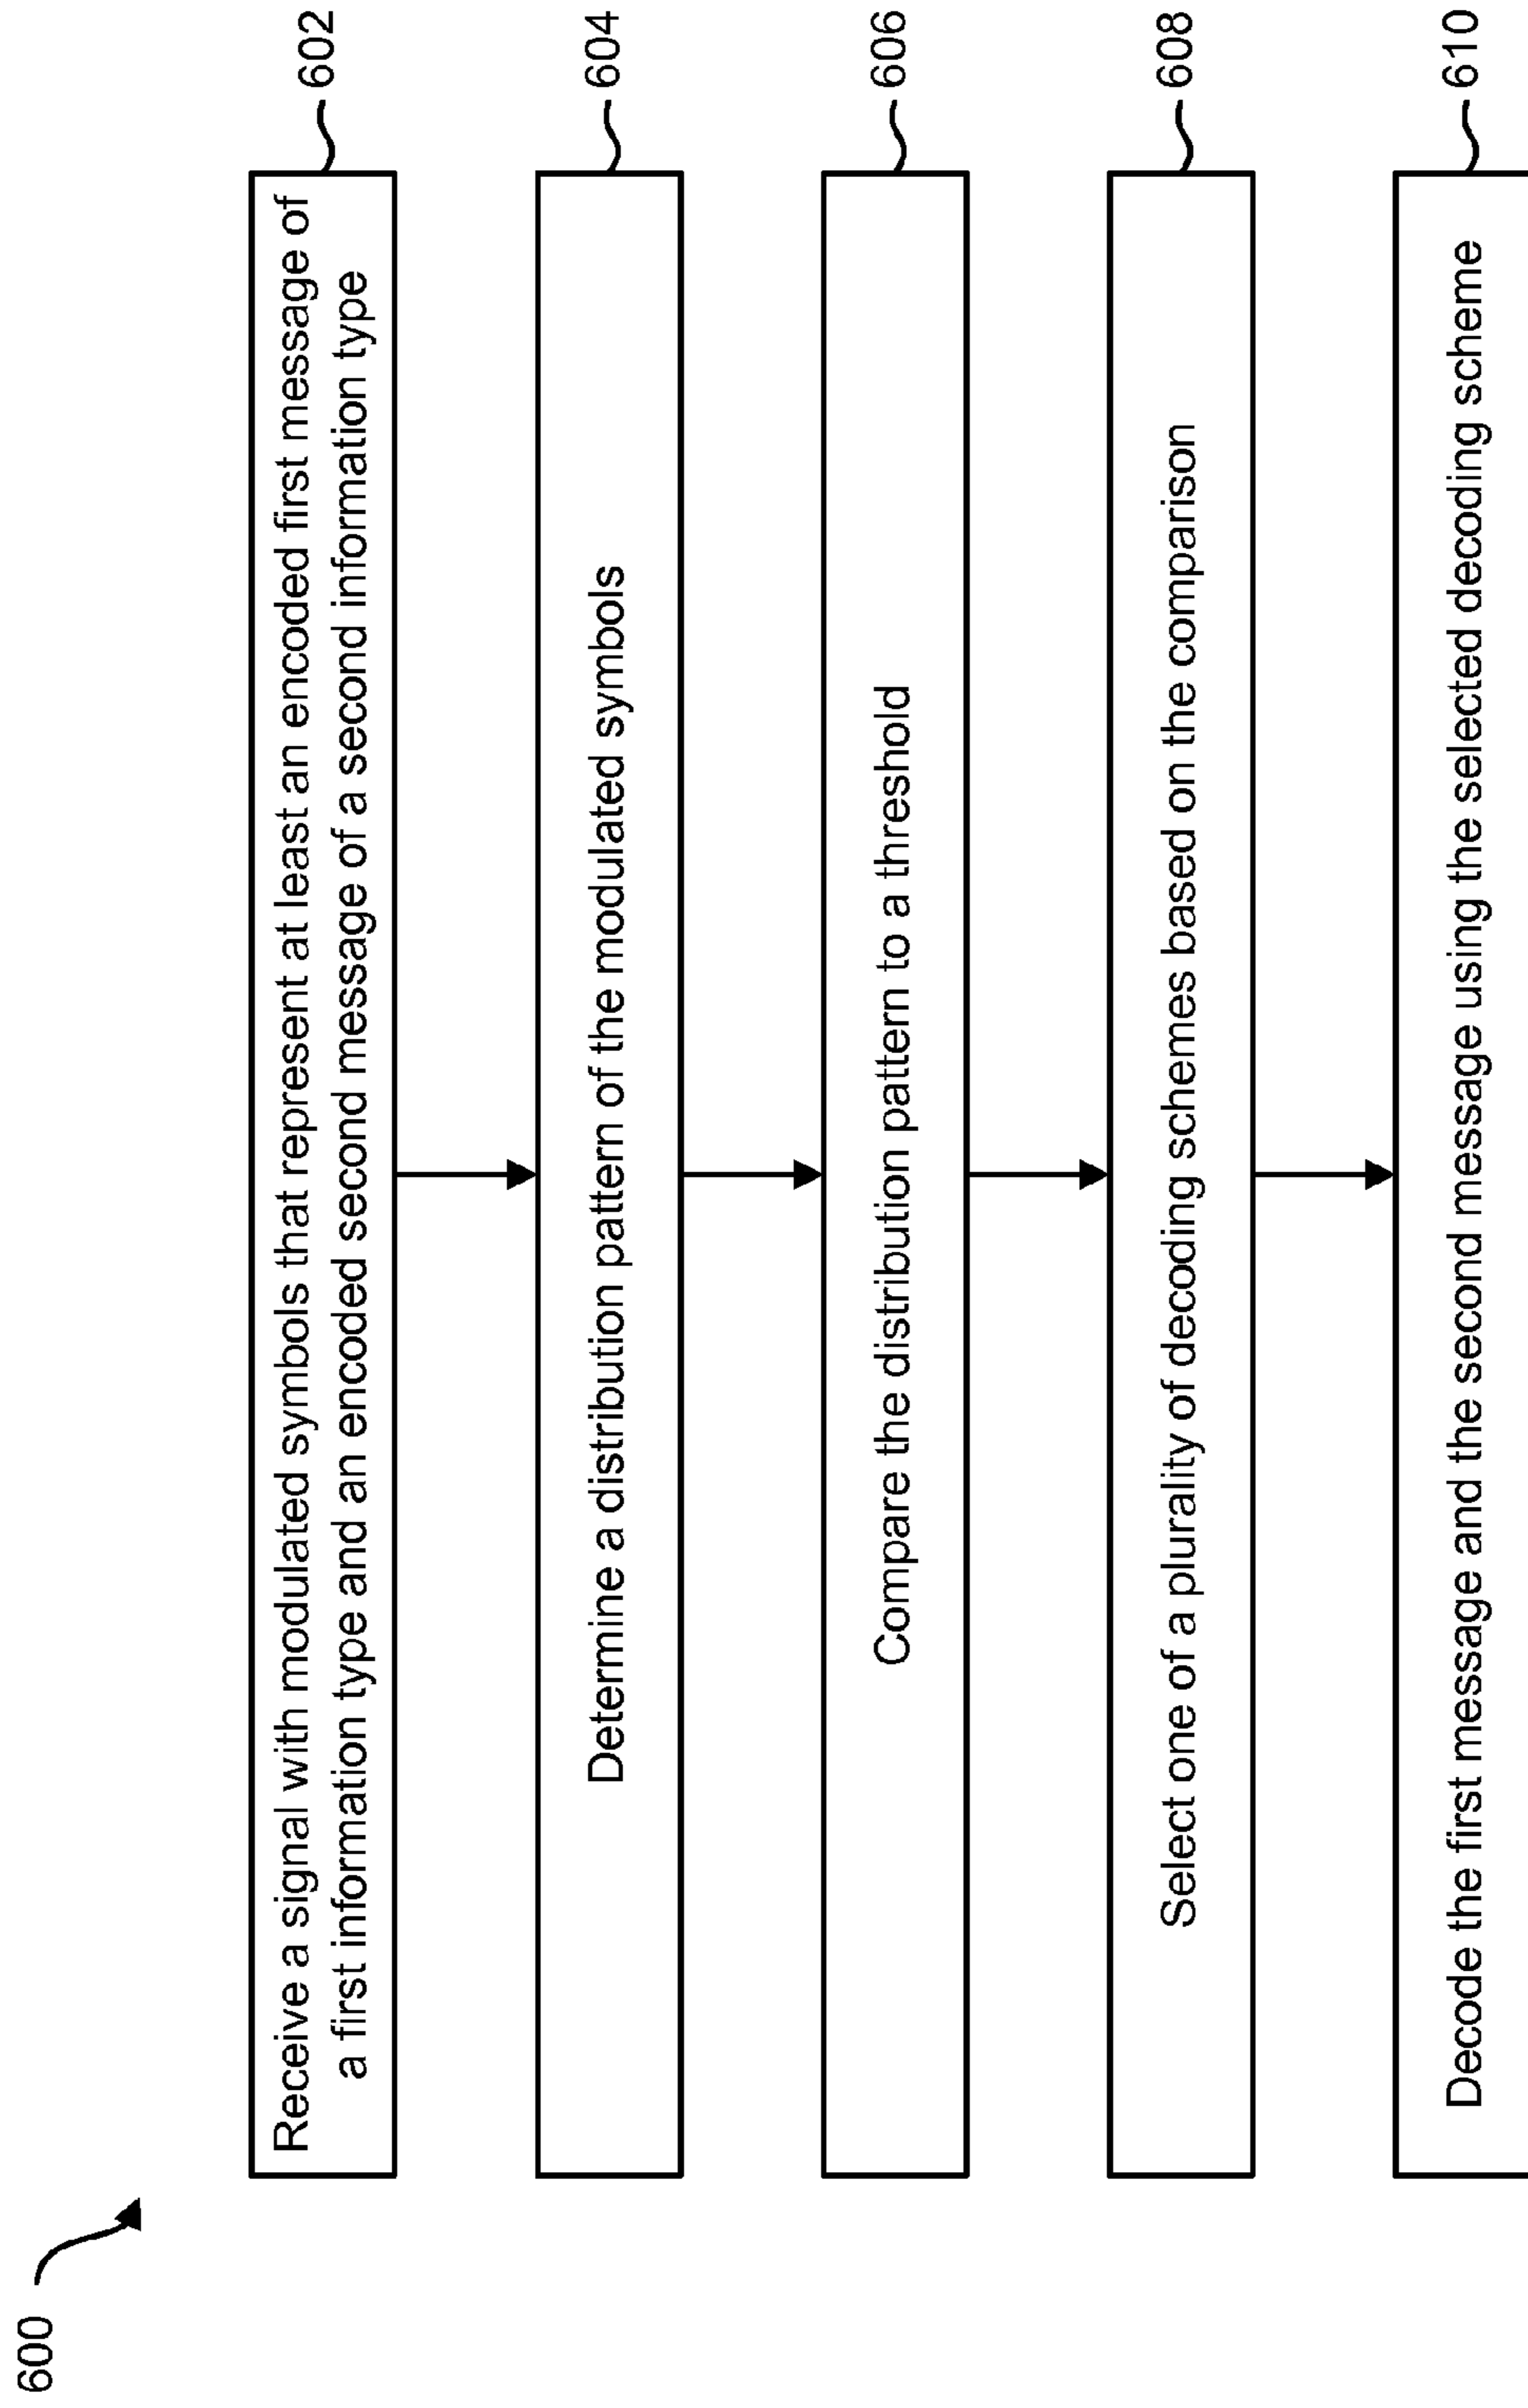 600
Receive a signal with modulated symbols that represent at least an encoded first message of
a first information type and an encoded second message of a second information type
602
Determine a distribution pattern of the modulated symbols
604
Compare the distribution pattern to a threshold
606
Select one of a plurality of decoding schemes based on the comparison
608
Decode the first message and the second message using the selected decoding scheme
610